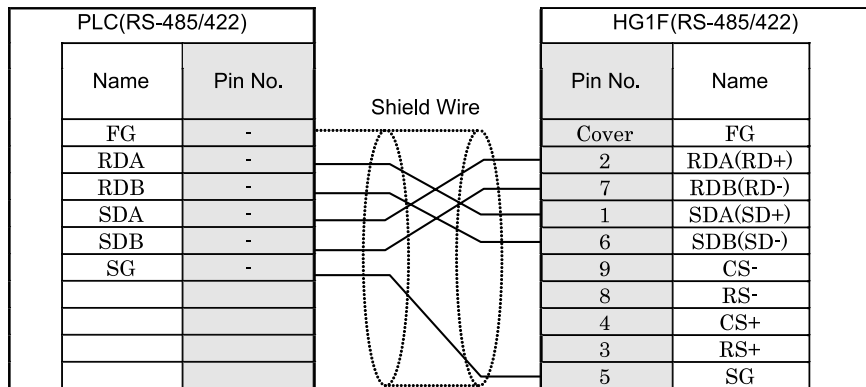 PLC(RS-485/422) HG1F(RS-485/422)
Name Pin No. Pin No. Name
Shield Wire
FG - Cover FG
RDA - 2 RDA(RD+)
RDB - 7 RDB(RD-)
SDA - 1 SDA(SD+)
SDB - 6 SDB(SD-)
SG - 9 CS-
8 RS-
4 CS+
3 RS+
5 SG